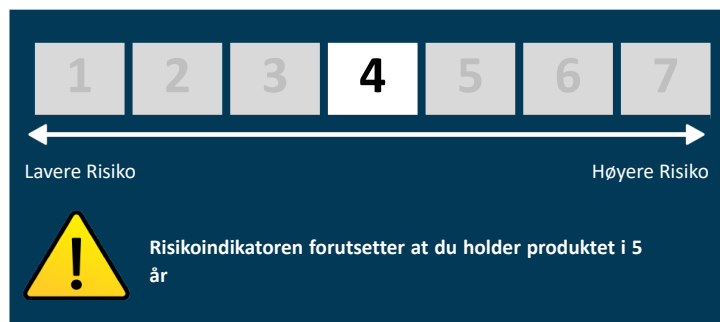 1 2 3 4 5 6 7
Lavere Risiko Høyere Risiko
!
Risikoindikatoren forutsetter at du holder produktet i 5
år